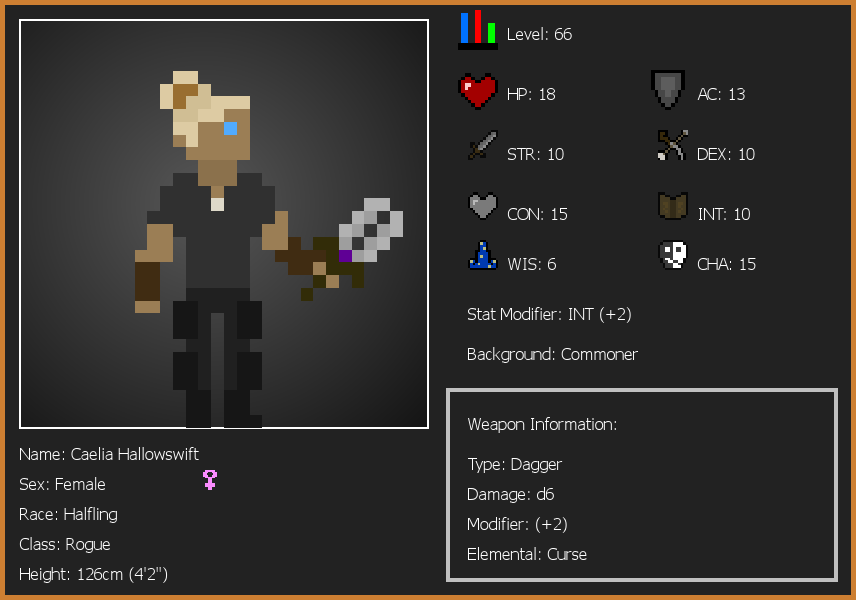 Level: 66
HP: 18
AC: 13
STR: 10
DEX: 10
CON: 15
INT: 10
WIS: 6
CHA: 15
Stat Modifier: INT (+2)
Background: Commoner
Weapon Information:
Type: Dagger
Damage: d6
Modifier: (+2)
Elemental: Curse
Name: Caelia Hallowswift
Sex: Female
Race: Halfling
Class: Rogue
Height: 126cm (4'2")